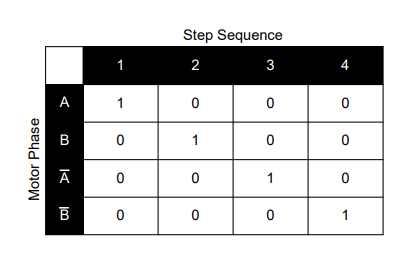 Step Sequence
1 2 3 4
Motor Phase
A 1 0 0 0
B 0 1 0 0
A̅ 0 0 1 0
B̅ 0 0 0 1